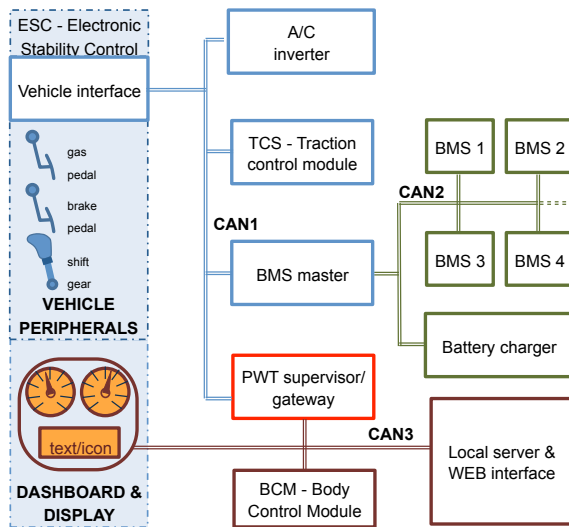 ESC - Electronic
Stability Control
Vehicle interface
gas
pedal
brake
pedal
shift
gear
VEHICLE
PERIPHERALS
text/icon
DASHBOARD &
DISPLAY
A/C
inverter
TCS - Traction
control module
CAN1
BMS master
PWT supervisor/
gateway
BCM - Body
Control Module
BMS 1
BMS 2
CAN2
BMS 3
BMS 4
Battery charger
CAN3
Local server &
WEB interface